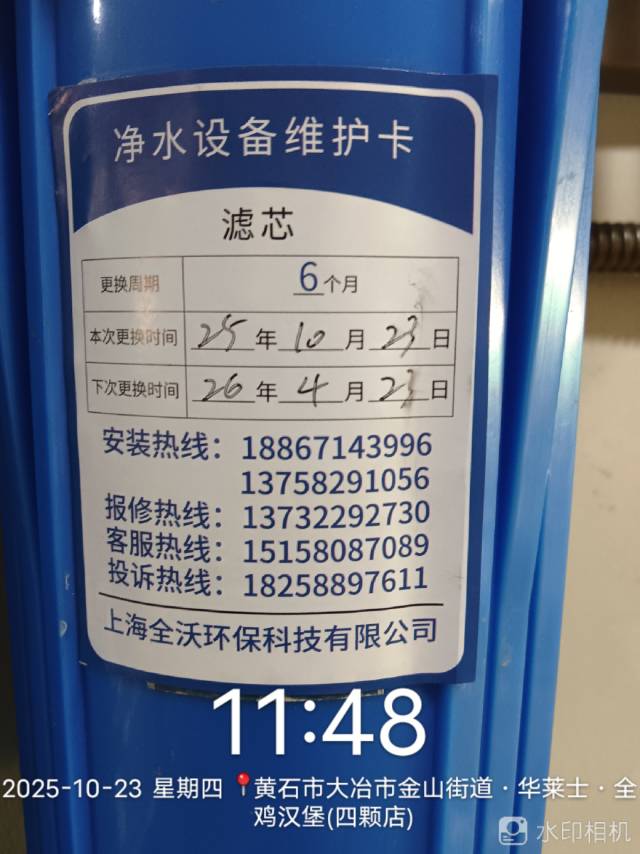 净水设备维护卡
滤芯
更换周期 6个月
本次更换时间 25年10月23日
下次更换时间 26年4月23日
安装热线：18867143996
13758291056
报修热线：13732292730
客服热线：15158087089
投诉热线：18258897611
上海全沃环保科技有限公司
11:48
2025-10-23 星期四 黄石市大冶市金山街道·华莱士·全
鸡汉堡(四颗店)
水印相机